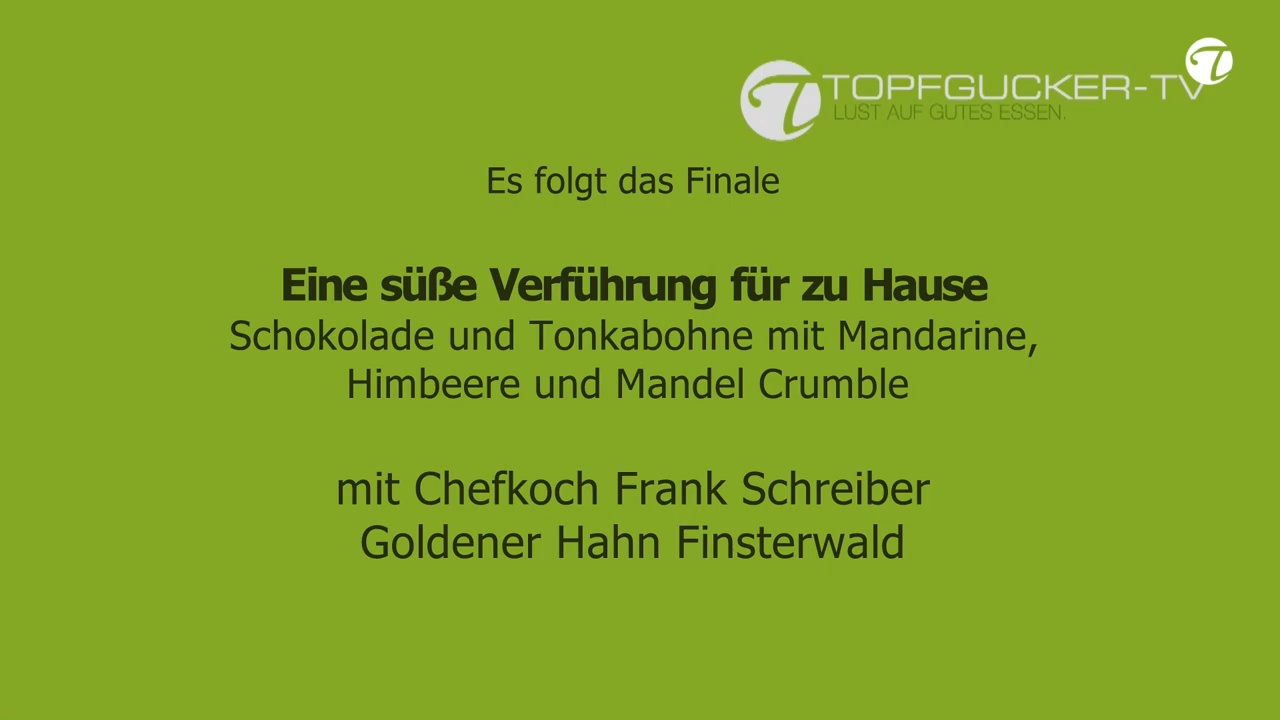 TOPFGUCKER-TV
LUST AUF GUTES ESSEN.
Es folgt das Finale
Eine süße Verführung für zu Hause
Schokolade und Tonkabohne mit Mandarine,
Himbeere und Mandel Crumble
mit Chefkoch Frank Schreiber
Goldener Hahn Finsterwald